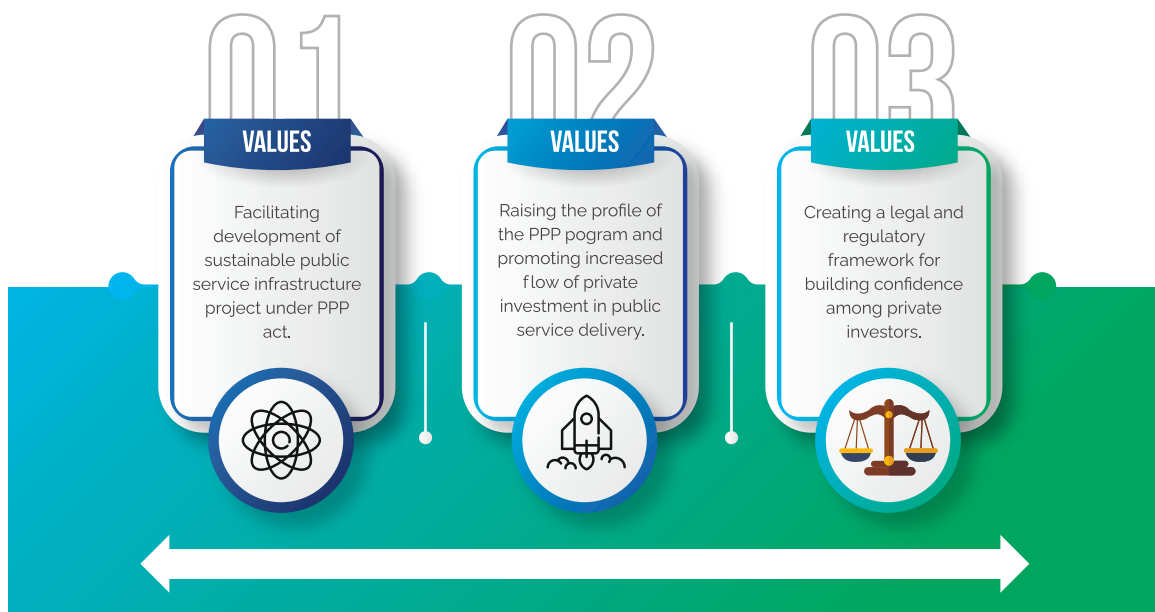 01
VALUES
Facilitating
development of
sustainable public
service infrastructure
project under PPP
act.
02
VALUES
Raising the profile of
the PPP pogram and
promoting increased
flow of private
investment in public
service delivery.
03
VALUES
Creating a legal and
regulatory
framework for
building confidence
among private
investors.